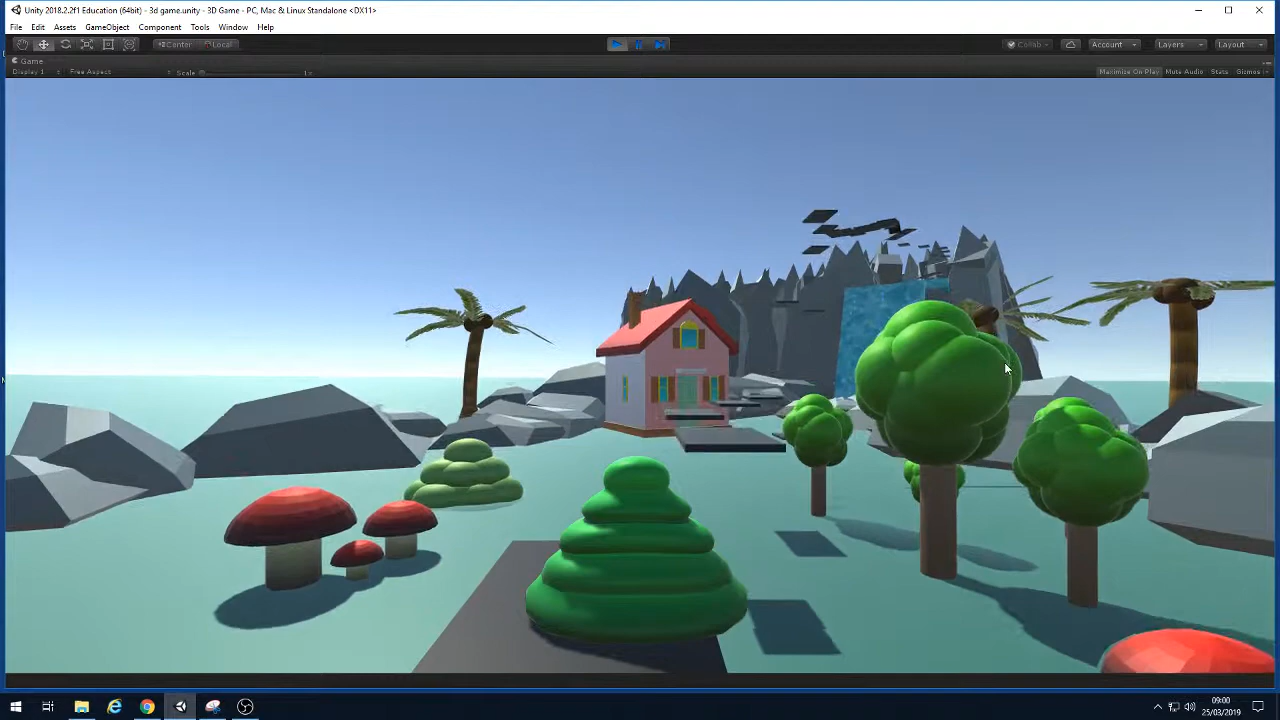 Unity 2018.2.2f1 Education (64bit) - 3d game.unity - 3D Game - PC, Mac & Linux Standalone <DX11>
File Edit Assets GameObject Component Tools Window Help
Center Local Collab Account Layers Layout
Game
Display 1 Free Aspect Scale 1x Maximize On Play Mute Audio Stats Gizmos
09:00
25/03/2019